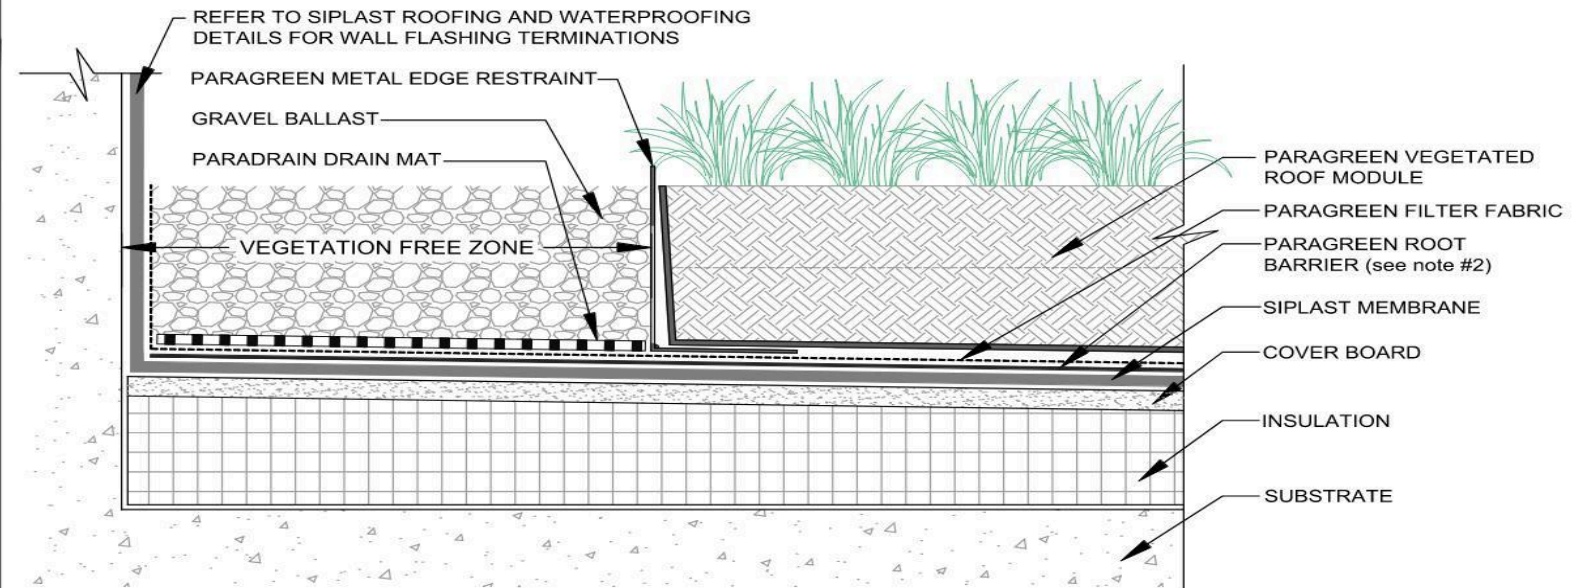 REFER TO SIPLAST ROOFING AND WATERPROOFING
DETAILS FOR WALL FLASHING TERMINATIONS
PARAGREEN METAL EDGE RESTRAINT
GRAVEL BALLAST
PARADRAIN DRAIN MAT
VEGETATION FREE ZONE
PARAGREEN VEGETATED
ROOF MODULE
PARAGREEN FILTER FABRIC
PARAGREEN ROOT
BARRIER (see note #2)
SIPLAST MEMBRANE
COVER BOARD
INSULATION
SUBSTRATE